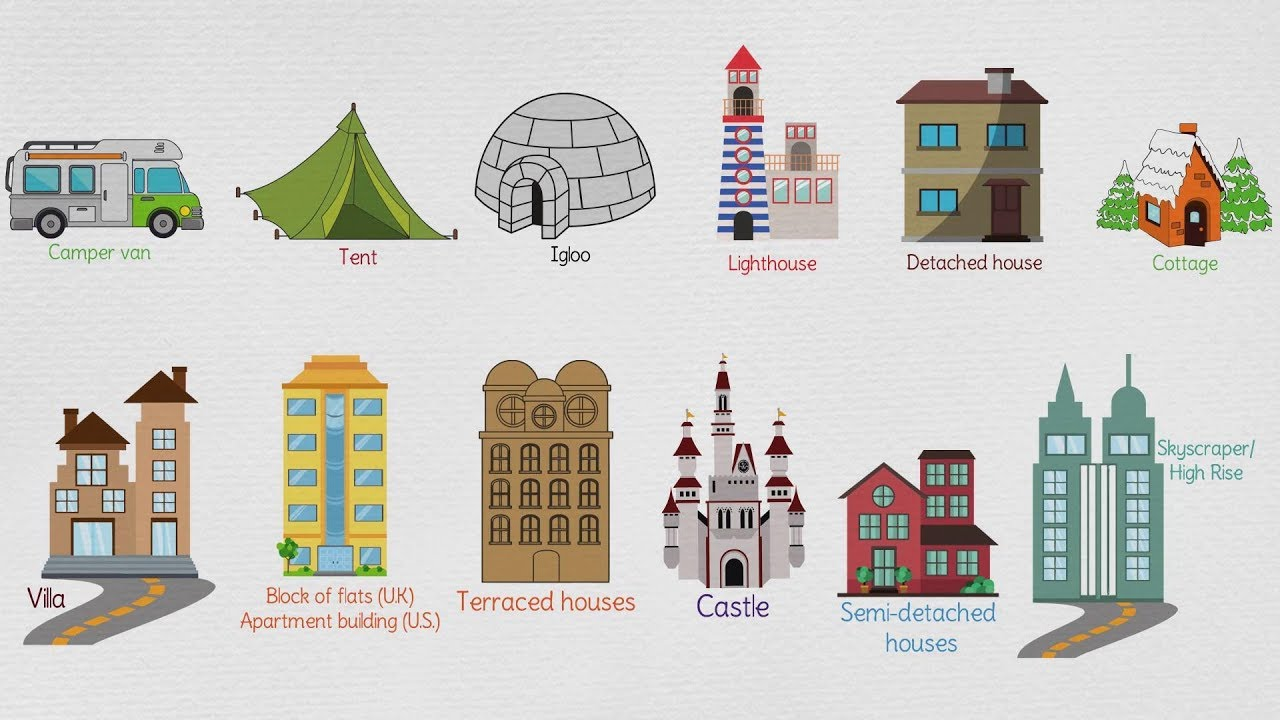 Camper van
Tent
Igloo
Lighthouse
Detached house
Cottage
Villa
Block of flats (U.K)
Apartment building (U.S.)
Terraced houses
Castle
Semi-detached
houses
Skyscraper/
High Rise